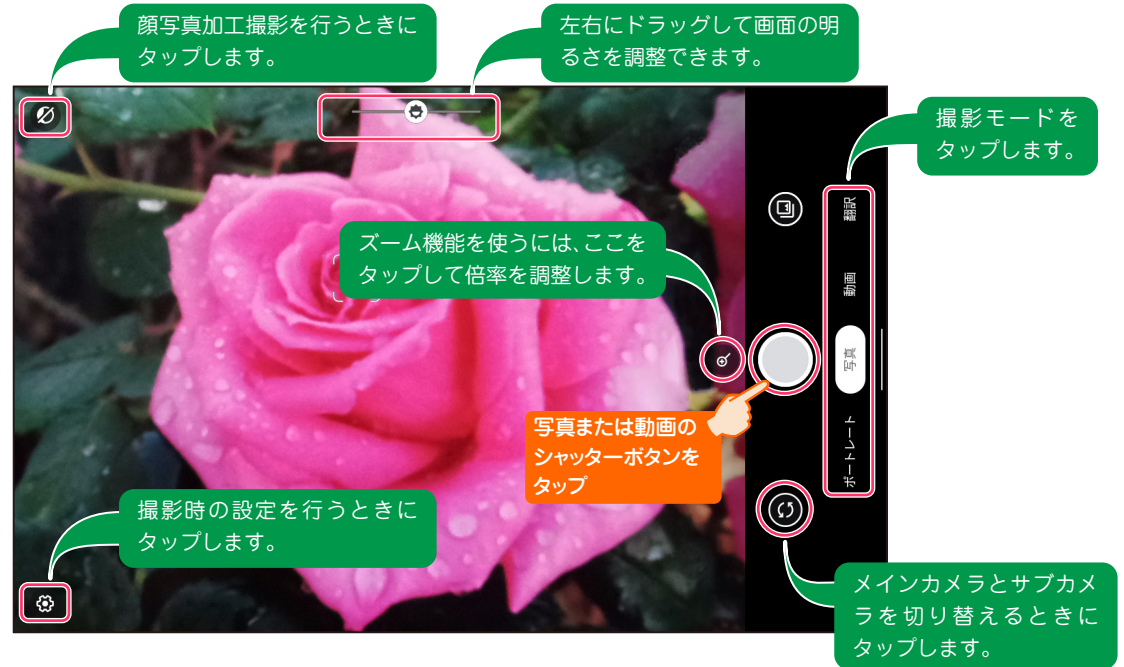 顔写真加工撮影を行うときに
タップします。
左右にドラッグして画面の明
るさを調整できます。
撮影モードを
タップします。
翻訳
動画
写真
ポートレート
ズーム機能を使うには、ここを
タップして倍率を調整します。
写真または動画の
シャッターボタンを
タップ
撮影時の設定を行うときに
タップします。
メインカメラとサブカメ
ラを切り替えるときに
タップします。